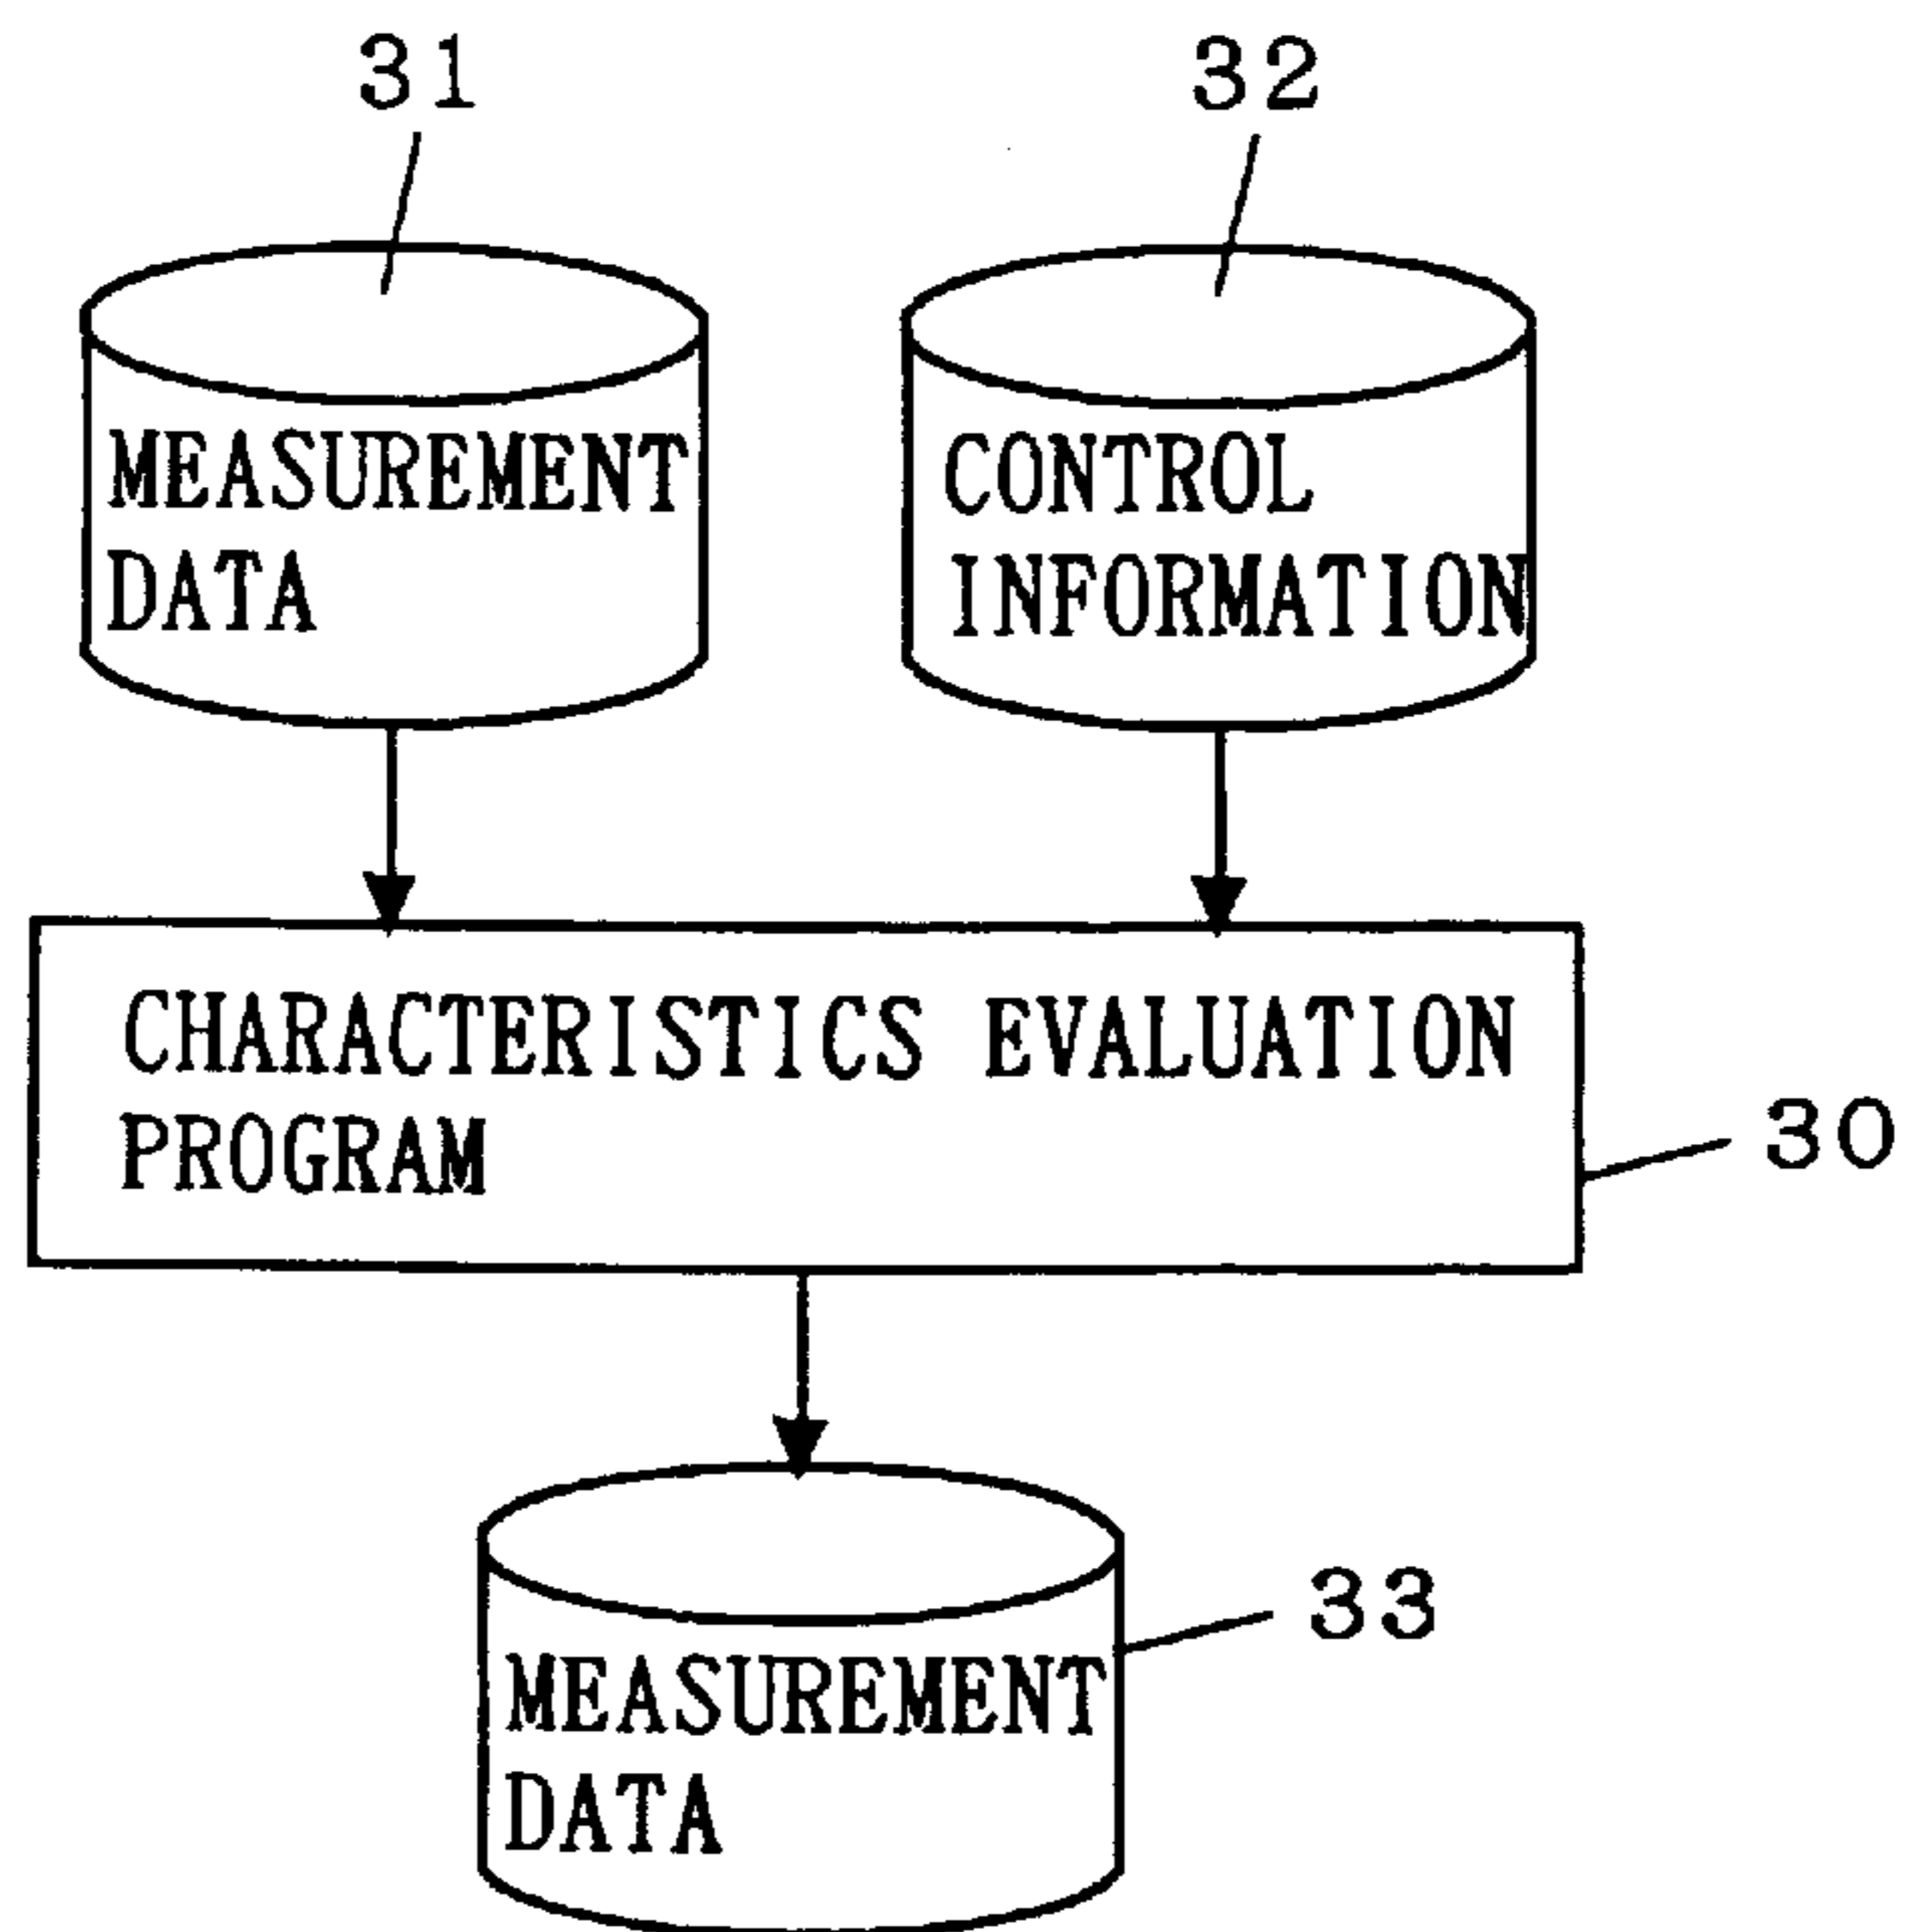 31
32
MEASUREMENT
DATA
CONTROL
INFORMATION
CHARACTERISTICS EVALUATION
PROGRAM
30
33
MEASUREMENT
DATA